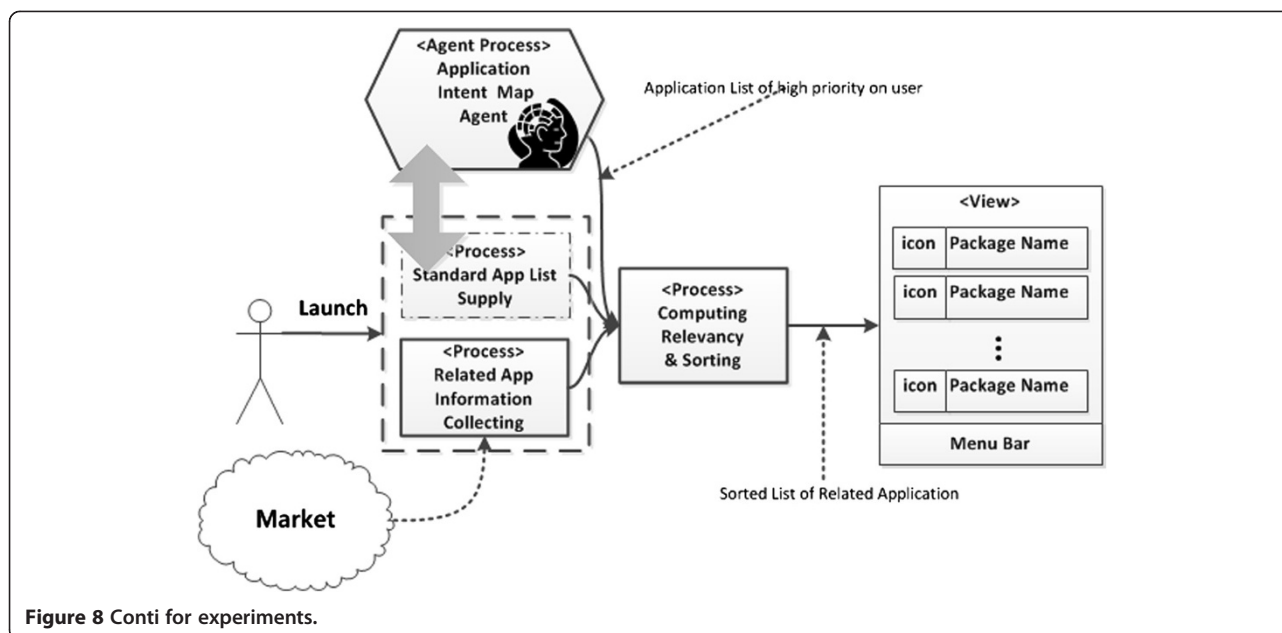 <Agent Process>
Application
Intent Map
Agent
Application List of high priority on user
<View>
icon Package Name
icon Package Name
icon Package Name
Menu Bar
<Process>
Standard App List
Supply
Launch
<Process>
Related App
Information
Collecting
<Process>
Computing
Relevancy
& Sorting
Sorted List of Related Application
Market
Figure 8 Conti for experiments.